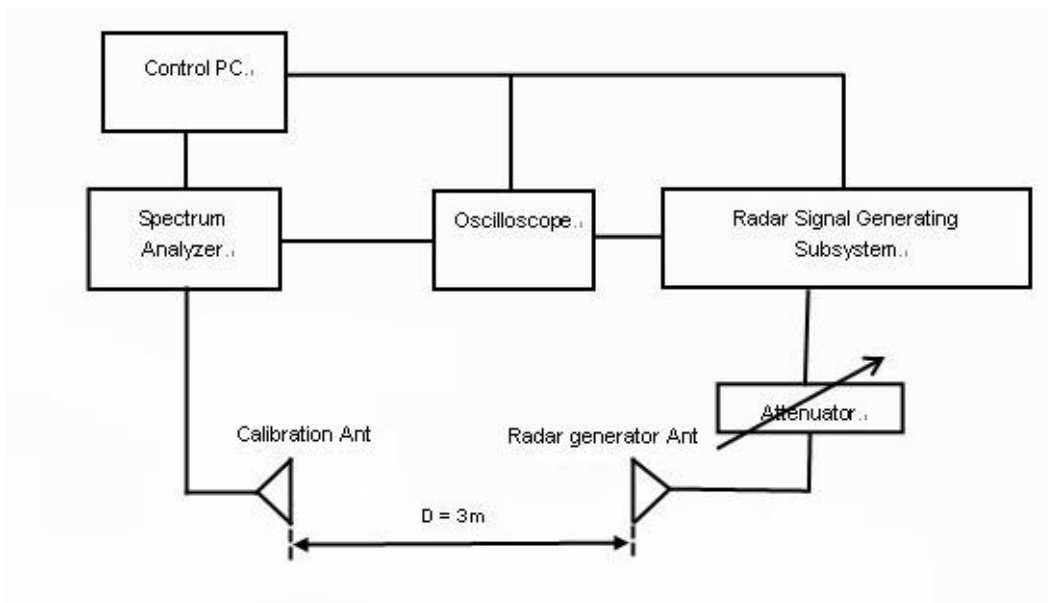 Control PC.
Spectrum
Analyzer.
Oscilloscope.
Radar Signal Generating
Subsystem.
Attenuator.
Calibration Ant
Radar generator Ant
D = 3m